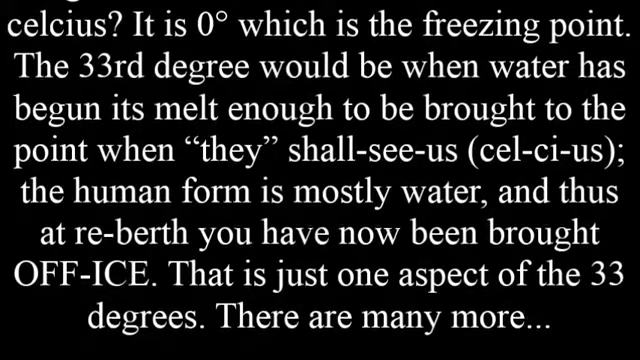 celcius? It is 0° which is the freezing point.
The 33rd degree would be when water has
begun its melt enough to be brought to the
point when “they” shall-see-us (cel-ci-us);
the human form is mostly water, and thus
at re-berth you have now been brought
OFF-ICE. That is just one aspect of the 33
degrees. There are many more...